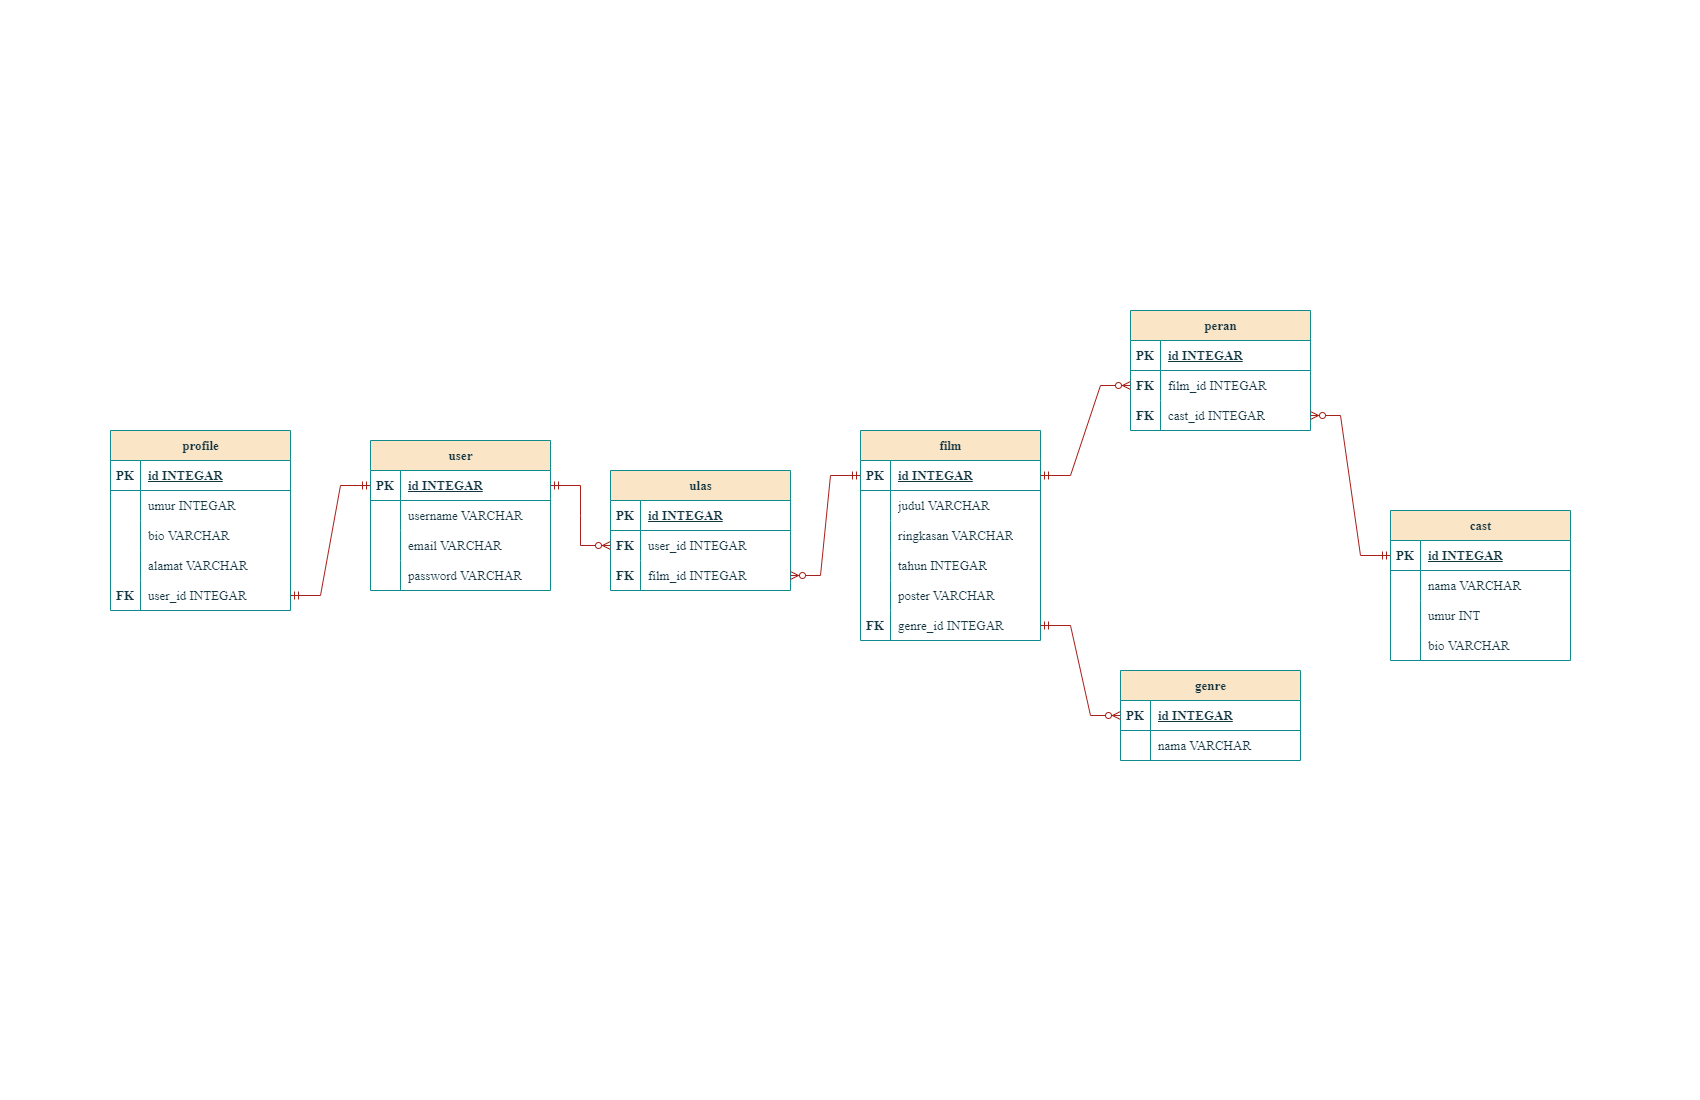 profile
PK id INTEGAR
umur INTEGAR
bio VARCHAR
alamat VARCHAR
FK user_id INTEGAR
user
PK id INTEGAR
username VARCHAR
email VARCHAR
password VARCHAR
ulas
PK id INTEGAR
FK user_id INTEGAR
FK film_id INTEGAR
film
PK id INTEGAR
judul VARCHAR
ringkasan VARCHAR
tahun INTEGAR
poster VARCHAR
FK genre_id INTEGAR
peran
PK id INTEGAR
FK film_id INTEGAR
FK cast_id INTEGAR
cast
PK id INTEGAR
nama VARCHAR
umur INT
bio VARCHAR
genre
PK id INTEGAR
nama VARCHAR